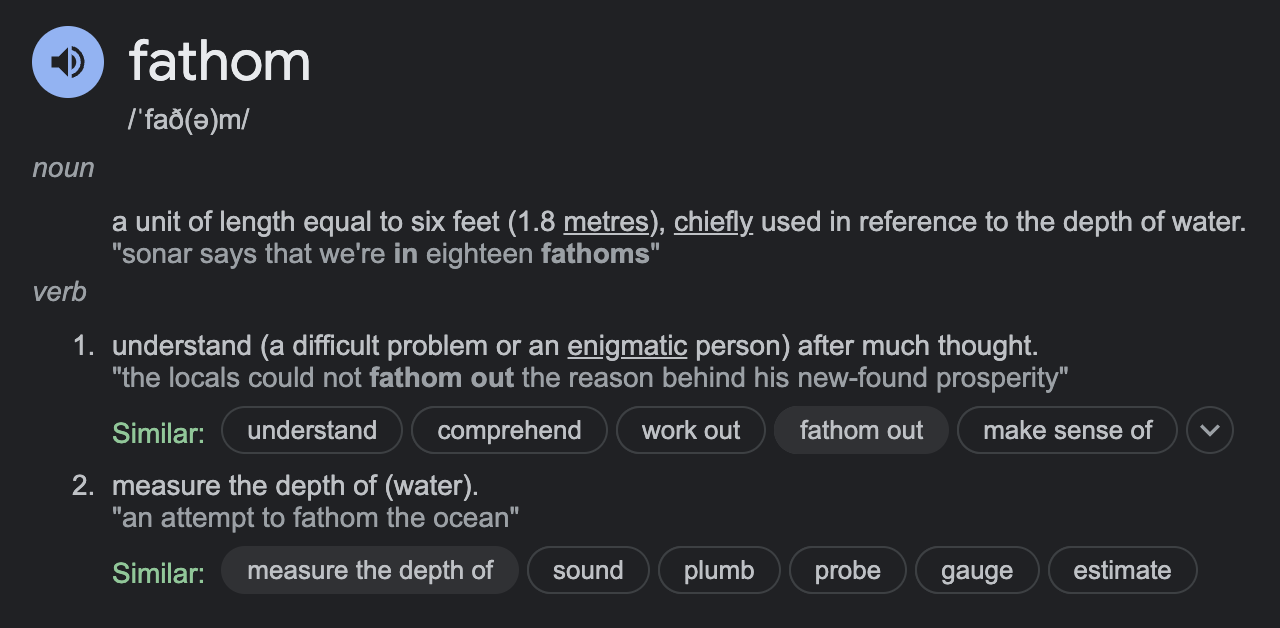 fathom
/ˈfað(ə)m/
noun
a unit of length equal to six feet (1.8 metres), chiefly used in reference to the depth of water.
"sonar says that we're in eighteen fathoms"
verb
1. understand (a difficult problem or an enigmatic person) after much thought.
"the locals could not fathom out the reason behind his new-found prosperity"
Similar: understand comprehend work out fathom out make sense of
2. measure the depth of (water).
"an attempt to fathom the ocean"
Similar: measure the depth of sound plumb probe gauge estimate